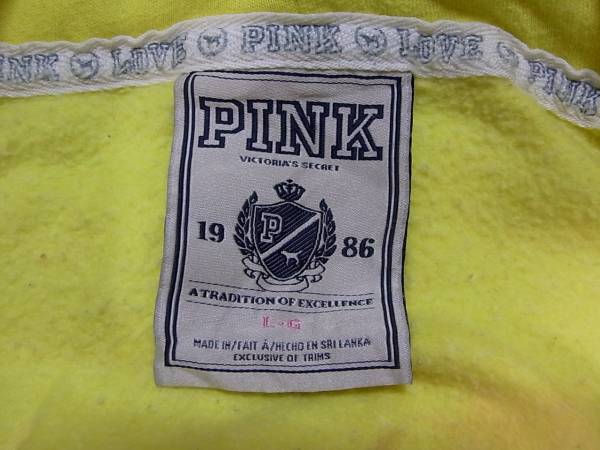 PINK LOVE PINK LOVE PINK
PINK
VICTORIA'S SECRET
19 86
P
A TRADITION OF EXCELLENCE
L-G
MADE IN/FAIT À/HECHO EN SRI LANKA
EXCLUSIVE OF TRIMS